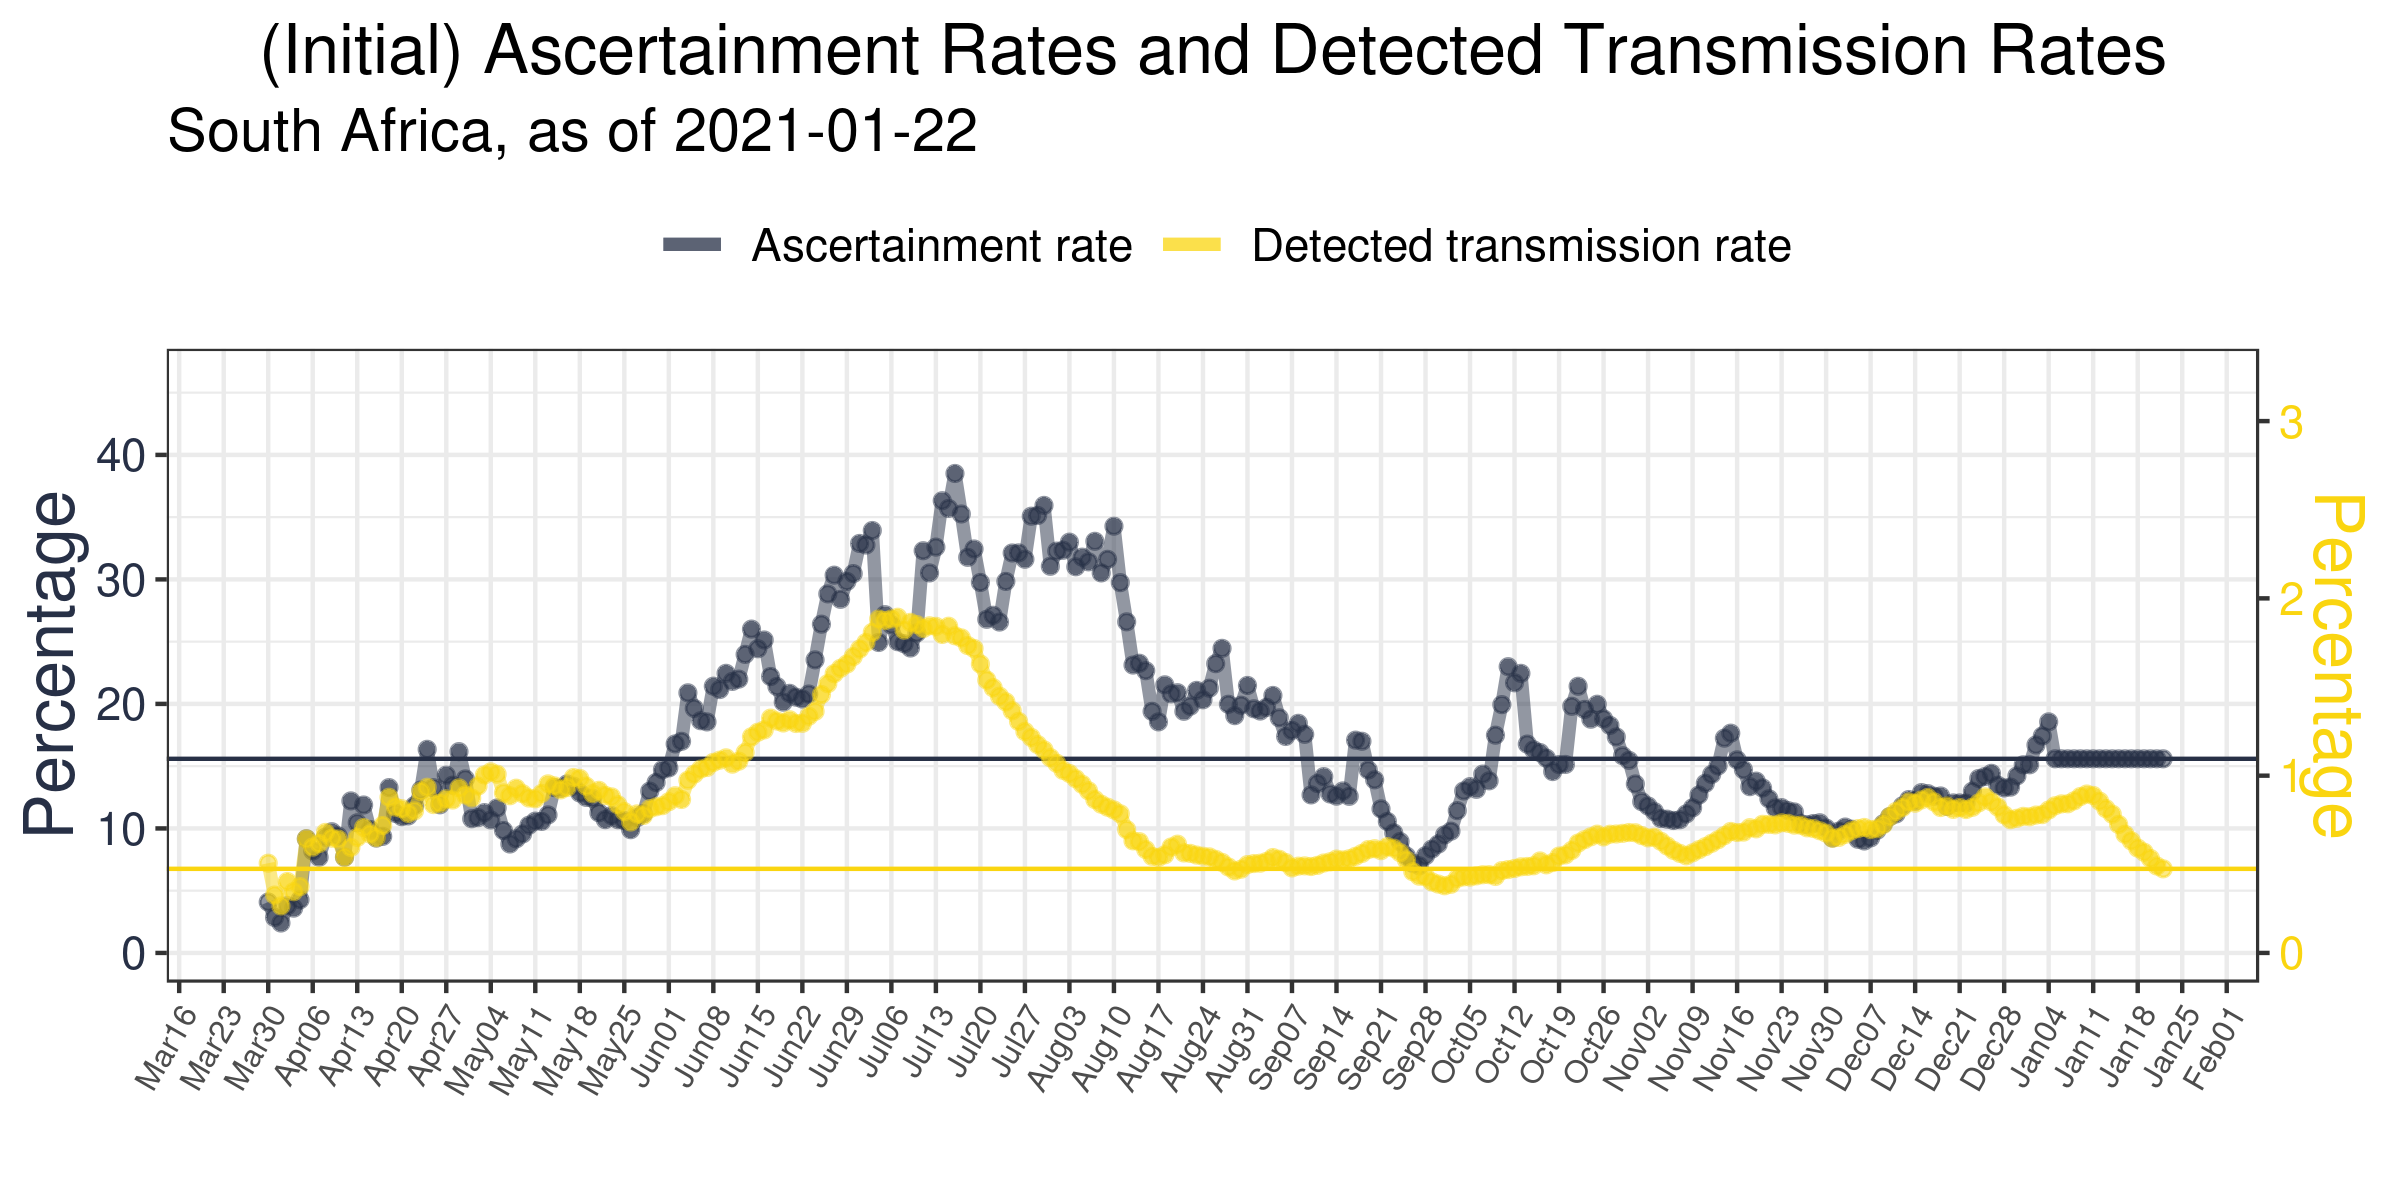 (Initial) Ascertainment Rates and Detected Transmission Rates
South Africa, as of 2021-01-22
Ascertainment rate Detected transmission rate
Percentage
40
30
20
10
0
3
2
1
0
Percentage
Mar16 Mar23 Mar30 Apr06 Apr13 Apr20 Apr27 May04 May11 May18 May25 Jun01 Jun08 Jun15 Jun22 Jun29 Jul06 Jul13 Jul20 Jul27 Aug03 Aug10 Aug17 Aug24 Aug31 Sep07 Sep14 Sep21 Sep28 Oct05 Oct12 Oct19 Oct26 Nov02 Nov09 Nov16 Nov23 Nov30 Dec07 Dec14 Dec21 Dec28 Jan04 Jan11 Jan18 Jan25 Feb01